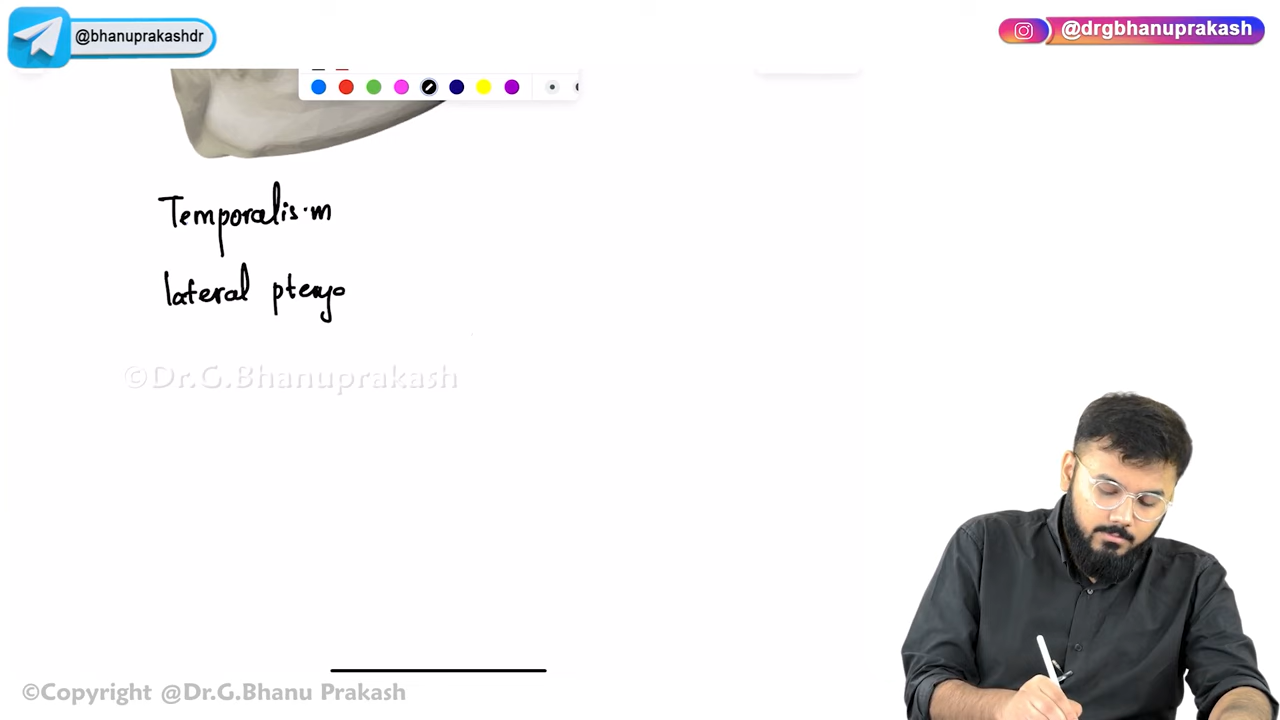 @bhanuprakashdr
@drgbhanuprakash
Temporalis.m
lateral pterygo
©Dr.G.Bhanuprakash
©Copyright @Dr.G.Bhanu Prakash